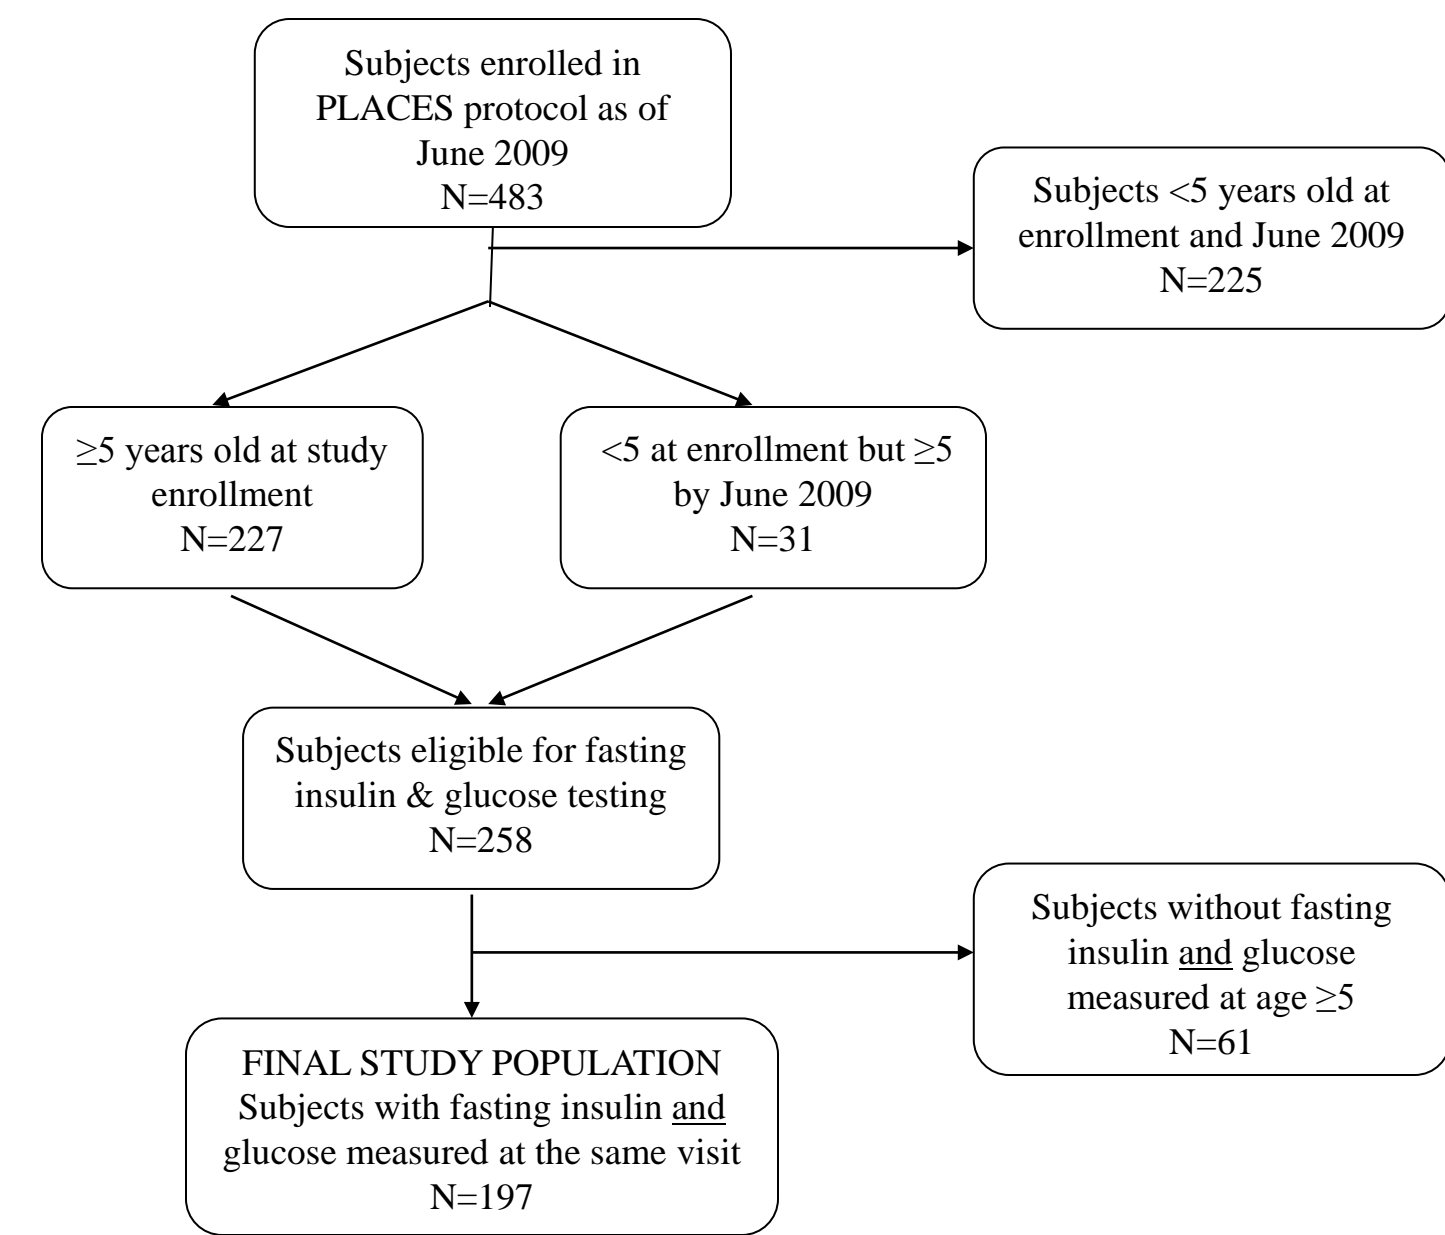 Subjects enrolled in
PLACES protocol as of
June 2009
N=483
Subjects <5 years old at
enrollment and June 2009
N=225
≥5 years old at study
enrollment
N=227
<5 at enrollment but ≥5
by June 2009
N=31
Subjects eligible for fasting
insulin & glucose testing
N=258
Subjects without fasting
insulin and glucose
measured at age ≥5
N=61
FINAL STUDY POPULATION
Subjects with fasting insulin and
glucose measured at the same visit
N=197